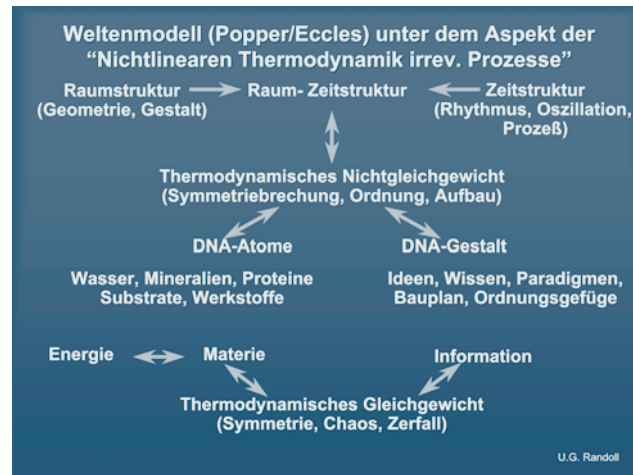 Weltenmodell (Popper/Eccles) unter dem Aspekt der
“Nichtlinearen Thermodynamik irrev. Prozesse”
Raumstruktur
(Geometrie, Gestalt)
Raum- Zeitstruktur
Zeitstruktur
(Rhythmus, Oszillation,
Prozeß)
Thermodynamisches Nichtgleichgewicht
(Symmetriebrechung, Ordnung, Aufbau)
DNA-Atome
Wasser, Mineralien, Proteine
Substrate, Werkstoffe
DNA-Gestalt
Ideen, Wissen, Paradigmen,
Bauplan, Ordnungsgefüge
Energie
Materie
Information
Thermodynamisches Gleichgewicht
(Symmetrie, Chaos, Zerfall)
U.G. Randoll